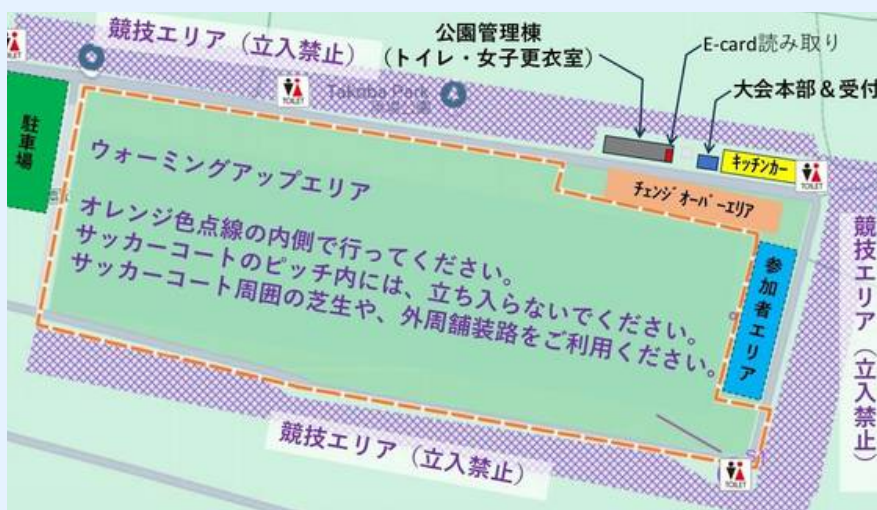 競技エリア（立入禁止）
公園管理棟
（トイレ・女子更衣室）
E-card読み取り
大会本部＆受付
キッチンカー
チェンジオーバーエリア
駐車場
TOILET
Takoba Park
ウォーミングアップエリア
オレンジ色点線の内側で行ってください。
サッカーコートのピッチ内には、立ち入らないでください。
サッカーコート周囲の芝生や、外周舗装路をご利用ください。
TOILET
参加者エリア
競技エリア（立入禁止）
競技エリア（立入禁止）
TOILET